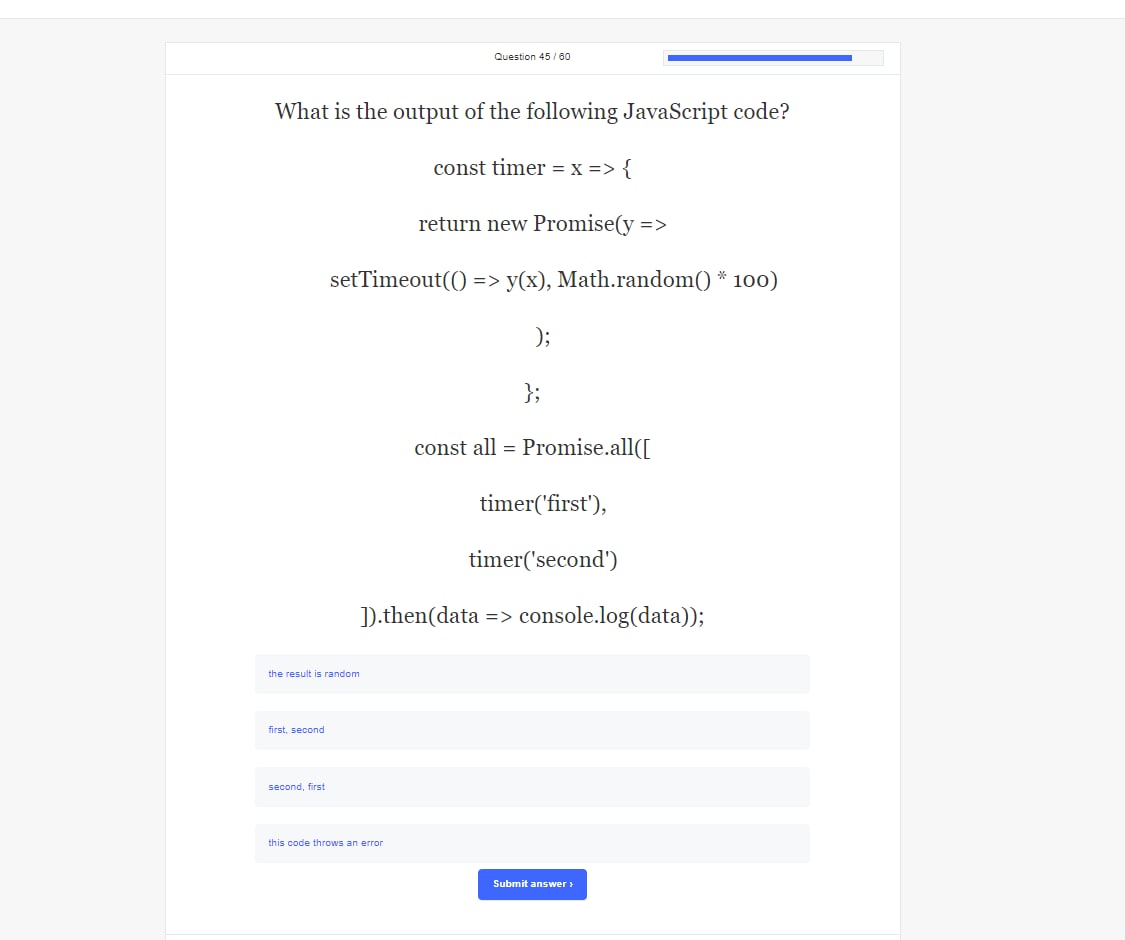 Question 45 / 60
What is the output of the following JavaScript code?
const timer = x => {
return new Promise(y =>
setTimeout(() => y(x), Math.random() * 100)
);
};
const all = Promise.all([
timer('first'),
timer('second')
]).then(data => console.log(data));
the result is random
first, second
second, first
this code throws an error
Submit answer ›